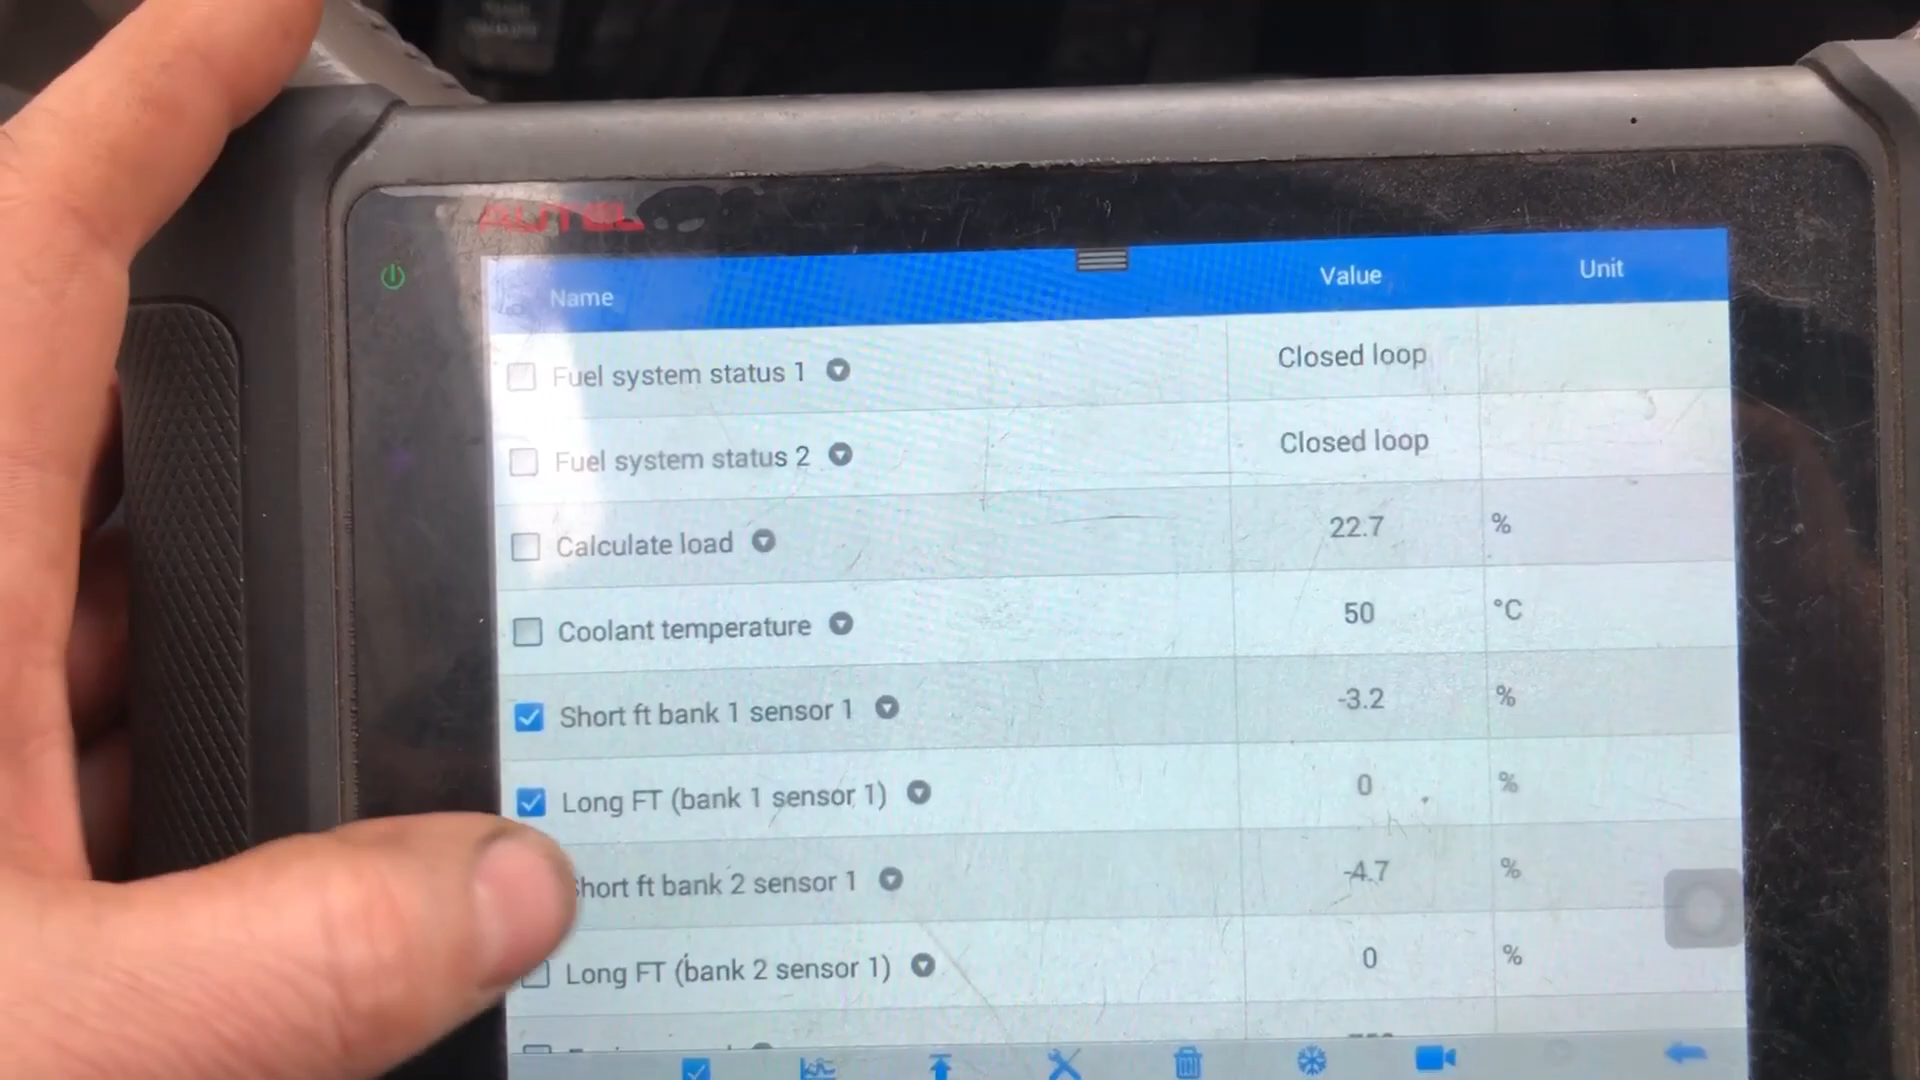 AUTEL
Name Value Unit
Fuel system status 1 Closed loop
Fuel system status 2 Closed loop
Calculate load 22.7 %
Coolant temperature 50 °C
Short ft bank 1 sensor 1 -3.2 %
Long FT (bank 1 sensor 1) 0 %
Short ft bank 2 sensor 1 -4.7 %
Long FT (bank 2 sensor 1) 0 %